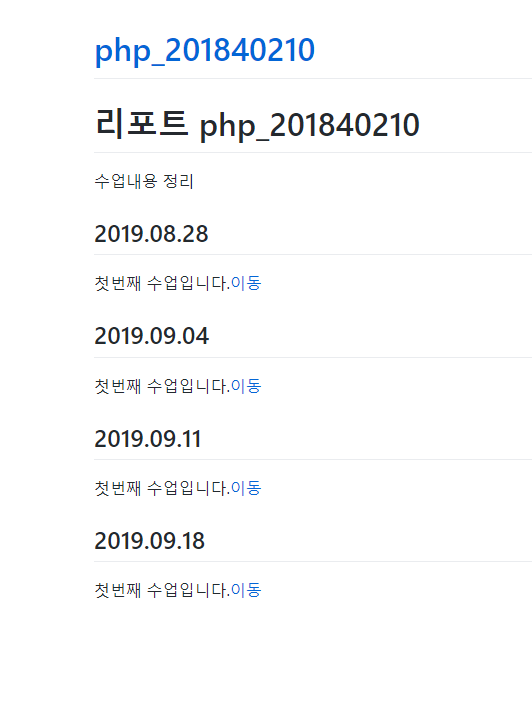 php_201840210
리포트 php_201840210
수업내용 정리
2019.08.28
첫번째 수업입니다.이동
2019.09.04
첫번째 수업입니다.이동
2019.09.11
첫번째 수업입니다.이동
2019.09.18
첫번째 수업입니다.이동